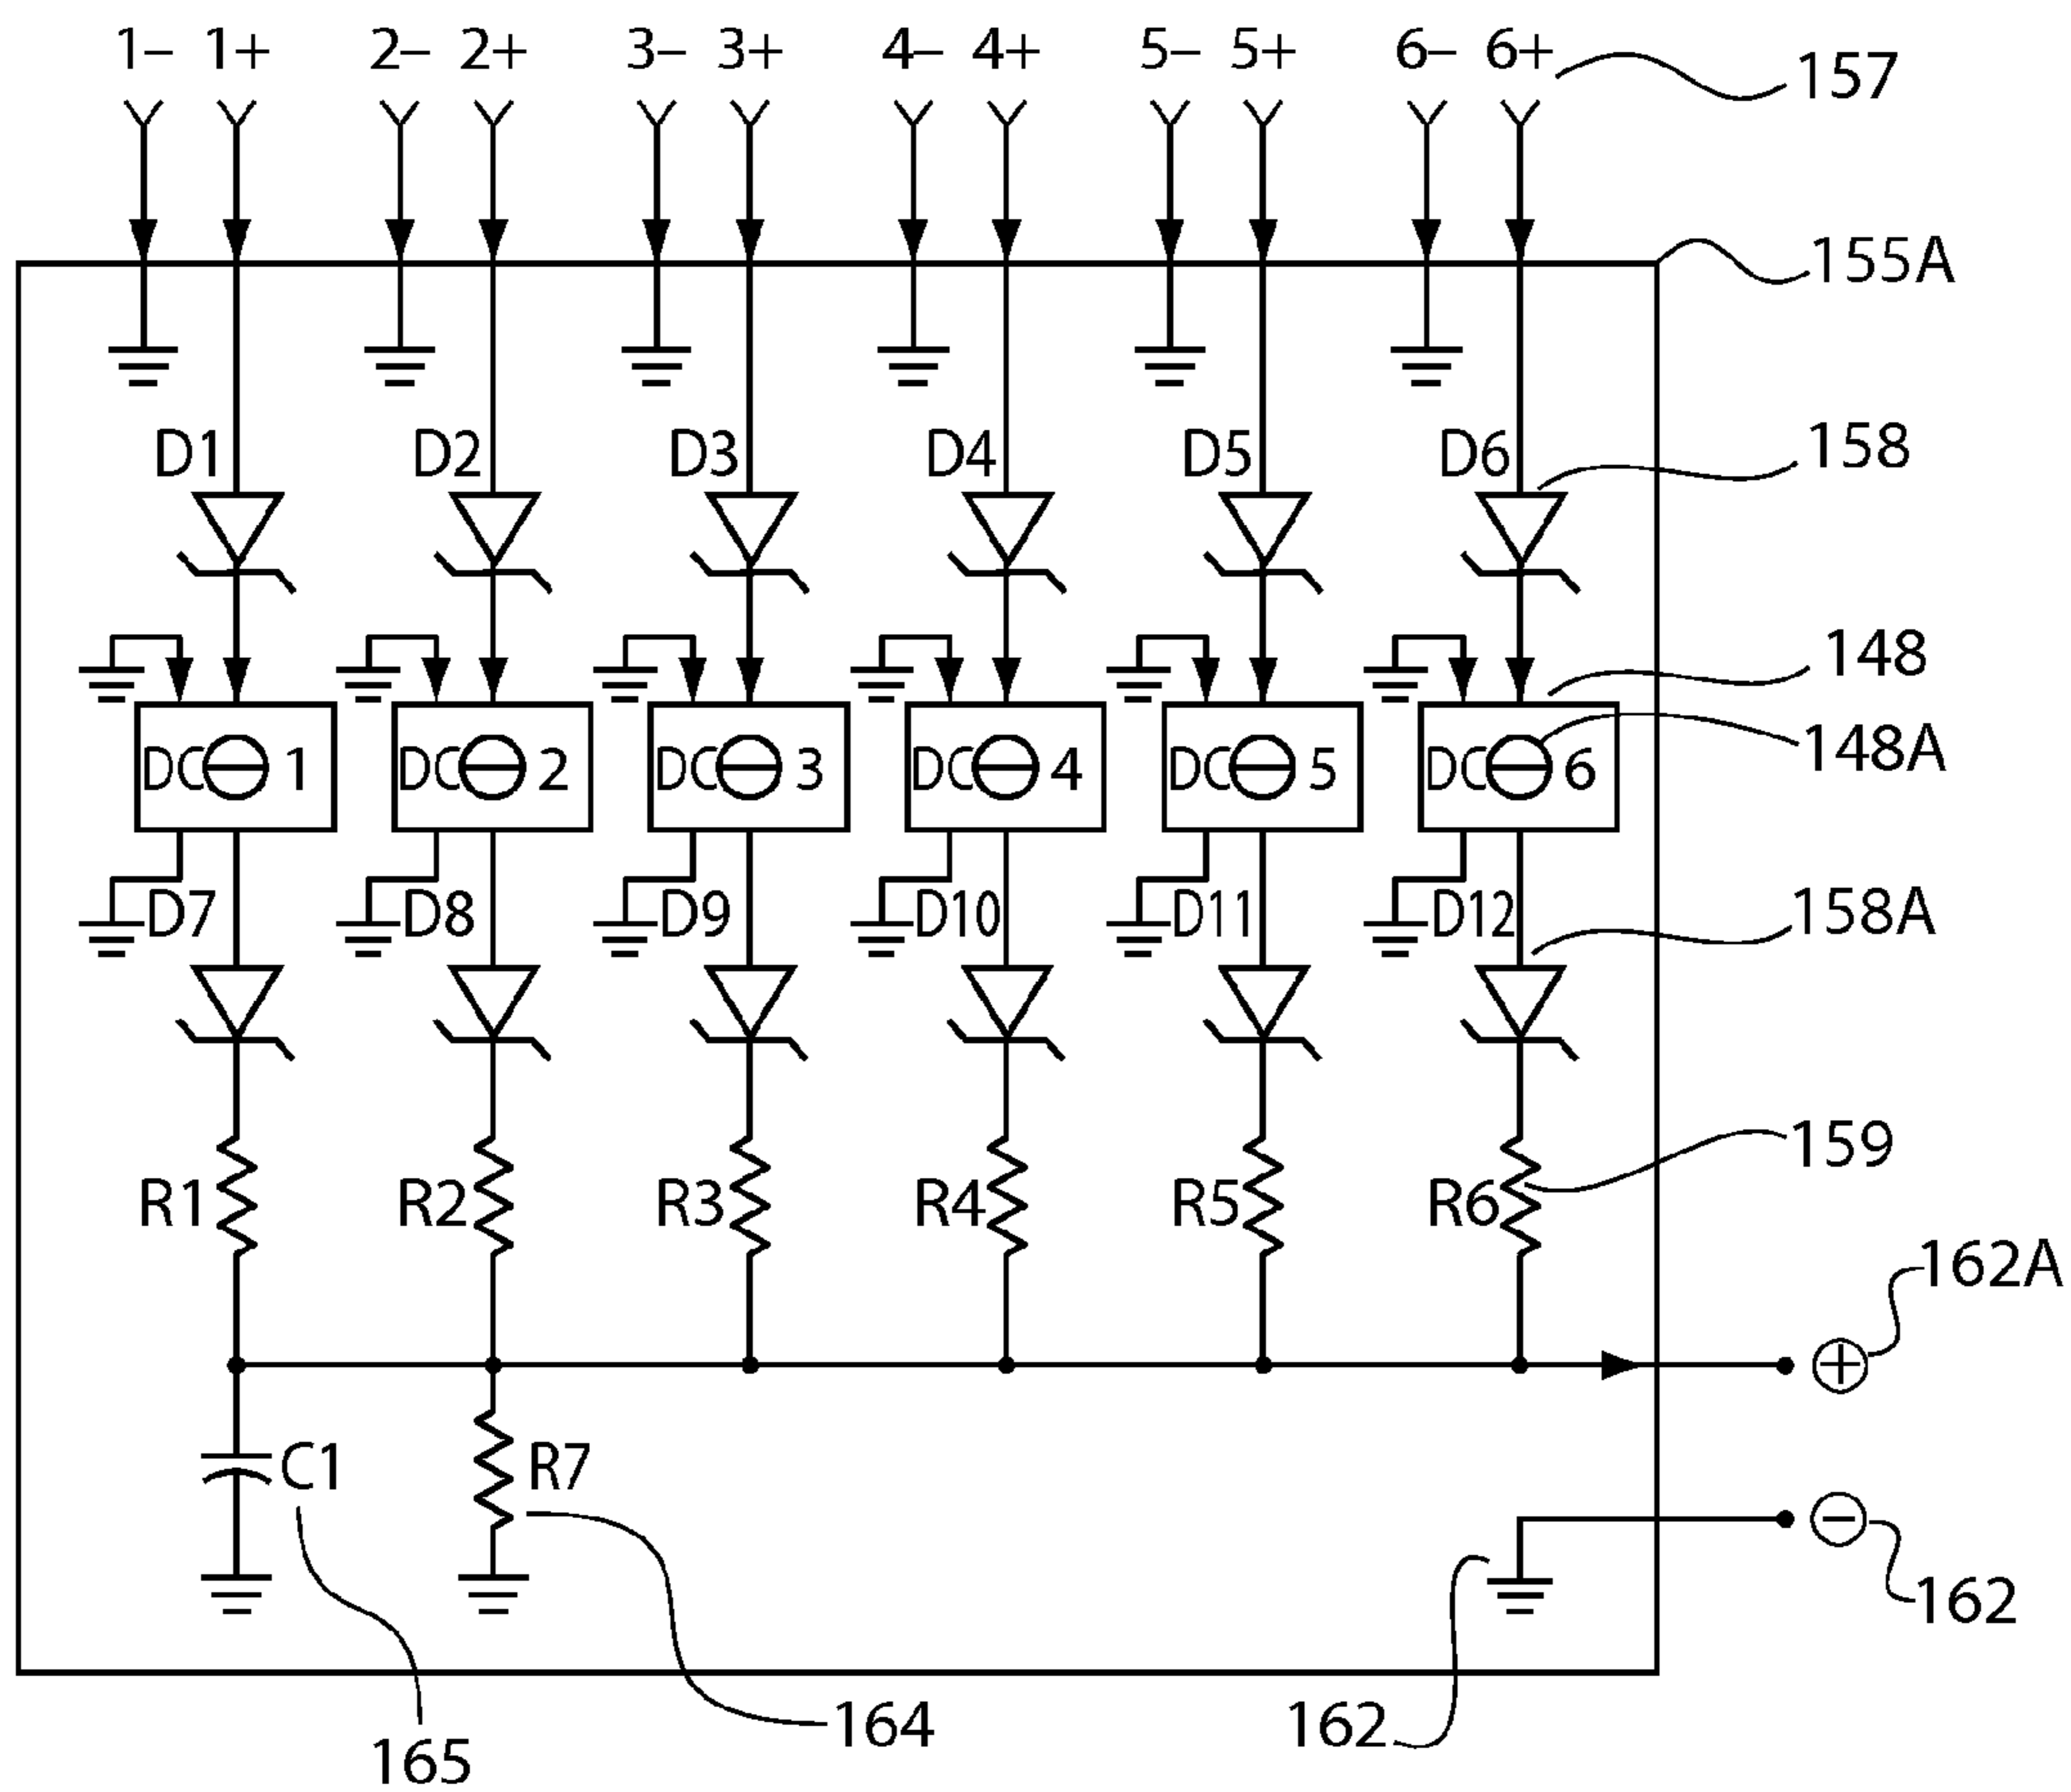 1– 1+ 2– 2+ 3– 3+ 4– 4+ 5– 5+ 6– 6+ 157
155A
D1 D2 D3 D4 D5 D6 158
148
DC 1 DC 2 DC 3 DC 4 DC 5 DC 6 148A
D7 D8 D9 D10 D11 D12 158A
159
R1 R2 R3 R4 R5 R6
162A
+
C1 R7
–
162
165 164 162